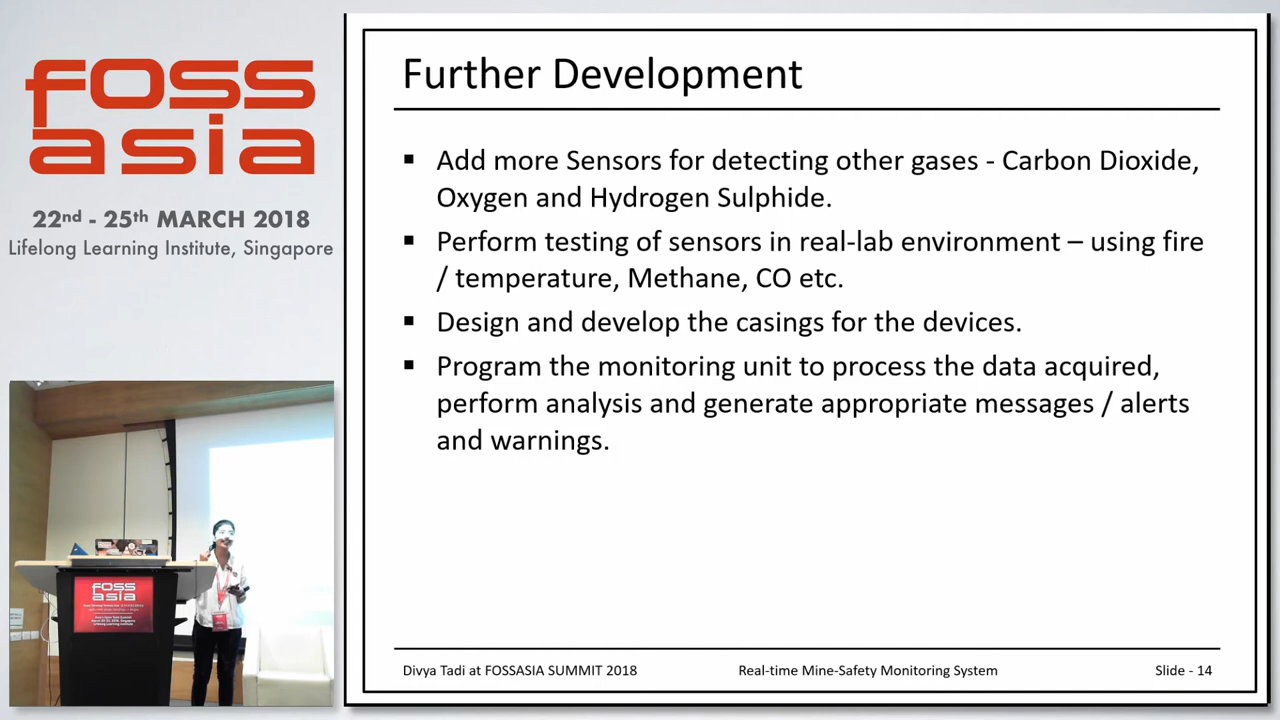 foss
asia
22nd - 25th MARCH 2018
Lifelong Learning Institute, Singapore
Further Development
▪ Add more Sensors for detecting other gases - Carbon Dioxide,
Oxygen and Hydrogen Sulphide.
▪ Perform testing of sensors in real-lab environment – using fire
/ temperature, Methane, CO etc.
▪ Design and develop the casings for the devices.
▪ Program the monitoring unit to process the data acquired,
perform analysis and generate appropriate messages / alerts
and warnings.
Divya Tadi at FOSSASIA SUMMIT 2018 Real-time Mine-Safety Monitoring System Slide - 14
foss
asia